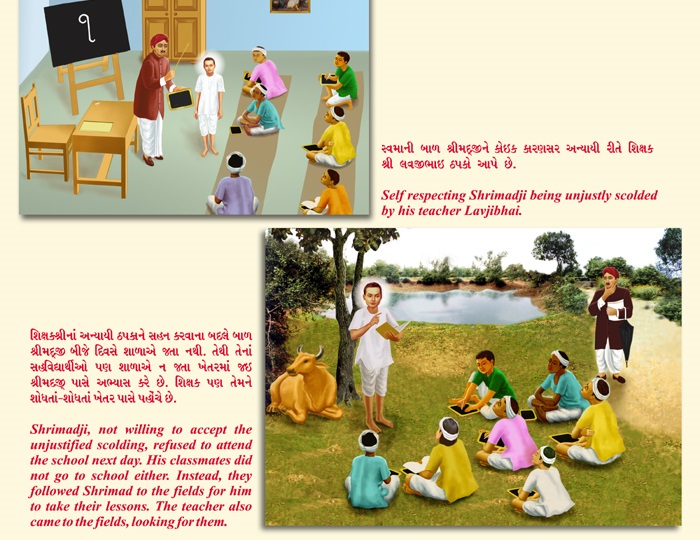 ૧
સ્વમાની બાળ શ્રીમદ્‌જીને કોઇક કારણસર અન્યાયી રીતે શિક્ષક
શ્રી લવજીભાઇ ઠપકો આપે છે.
Self respecting Shrimadji being unjustly scolded
by his teacher Lavjibhai.
શિક્ષકશ્રીનાં અન્યાયી ઠપકાને સહન કરવાના બદલે બાળ
શ્રીમદ્‌જી બીજે દિવસે શાળાએ જતા નથી. તેથી તેનાં
સહવિદ્યાર્થીઓ પણ શાળાએ ન જતા ખેતરમાં જઇ
શ્રીમદ્‌જી પાસે અભ્યાસ કરે છે. શિક્ષક પણ તેમને
શોધતાં-શોધતાં ખેતર પાસે પહોંચે છે.
Shrimadji, not willing to accept the
unjustified scolding, refused to attend
the school next day. His classmates did
not go to school either. Instead, they
followed Shrimad to the fields for him
to take their lessons. The teacher also
came to the fields, looking for them.